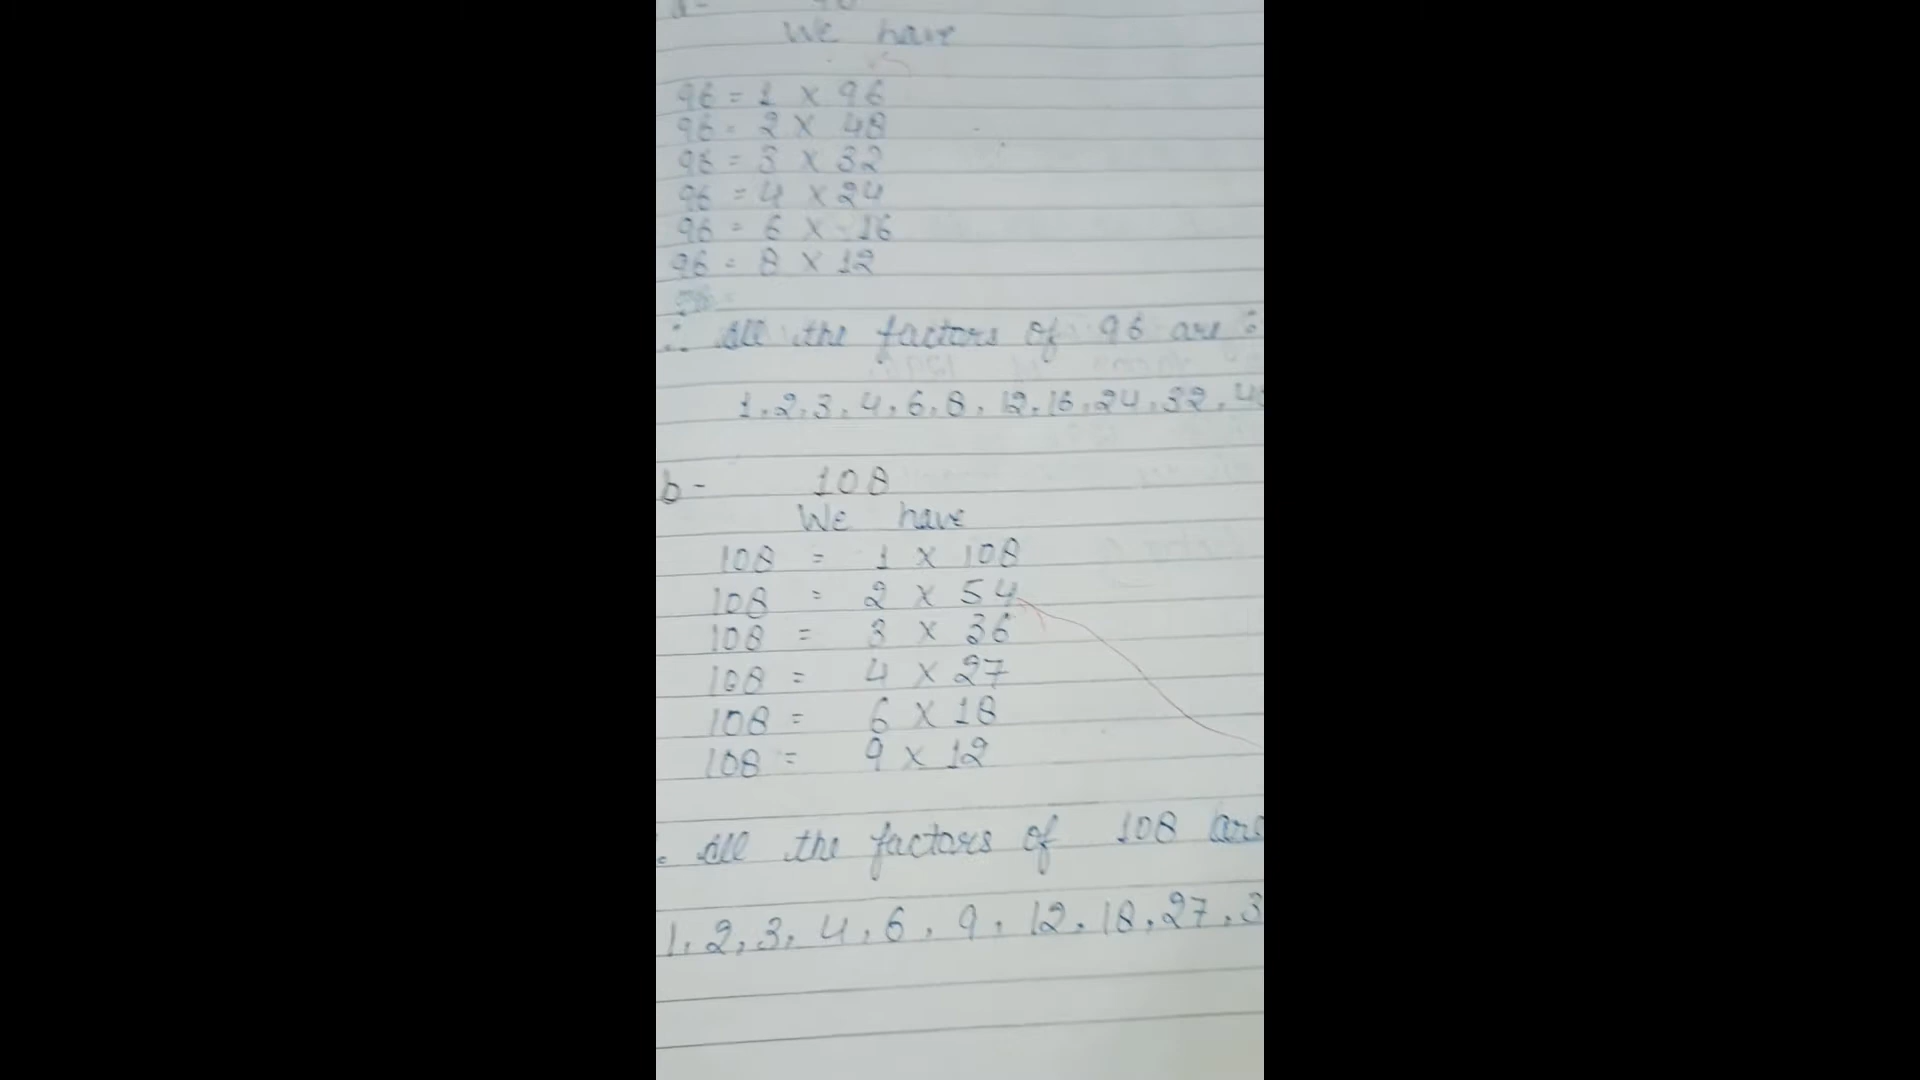 a-
We have
96 = 1 x 96
96 = 2 x 48
96 = 3 x 32
96 = 4 x 24
96 = 6 x 16
96 = 8 x 12
∴ All the factors of 96 are :
1, 2, 3, 4, 6, 8, 12, 16, 24, 32, 4
b- 108
We have
108 = 1 x 108
108 = 2 x 54
108 = 3 x 36
108 = 4 x 27
108 = 6 x 18
108 = 9 x 12
. All the factors of 108 are
1, 2, 3, 4, 6, 9, 12, 18, 27, 3